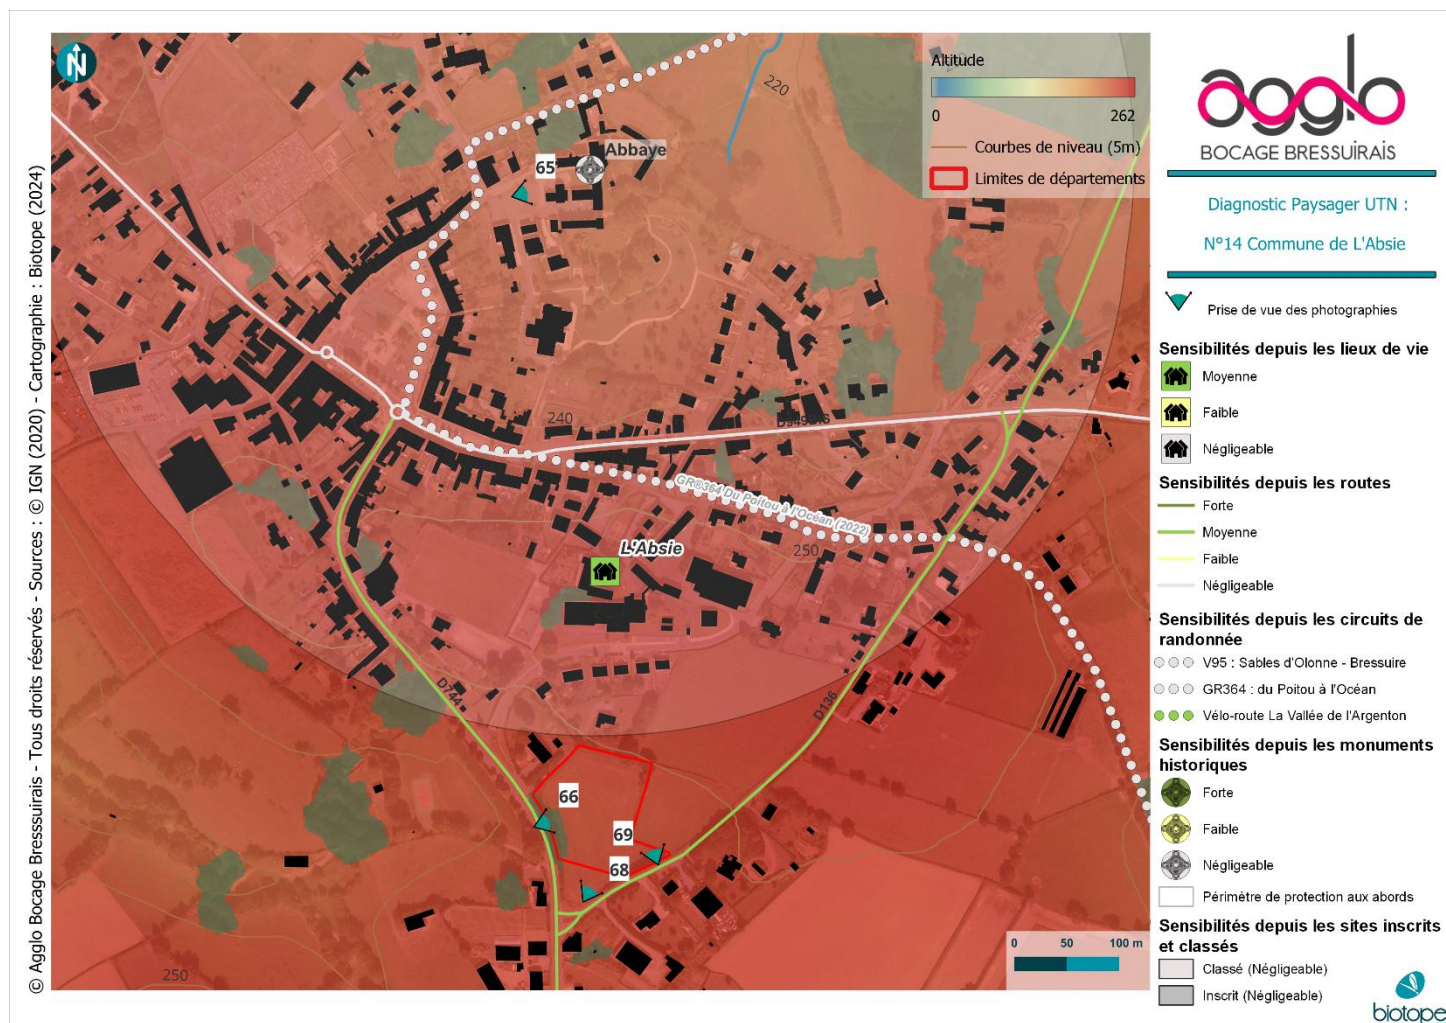 © Agglo Bocage Bresssuirais - Tous droits réservés - Sources : © IGN (2020) - Cartographie : Biotope (2024)
N
220
Abbaye
65
240
D949BIS
GR®364 Du Poitou à l'Océan (2022)
250
L'Absie
D744
D136
66
69
68
250
Altitude
0 262
Courbes de niveau (5m)
Limites de départements
0 50 100 m
agglo
BOCAGE BRESSUIRAIS
Diagnostic Paysager UTN :
N°14 Commune de L'Absie
Prise de vue des photographies
Sensibilités depuis les lieux de vie
Moyenne
Faible
Négligeable
Sensibilités depuis les routes
Forte
Moyenne
Faible
Négligeable
Sensibilités depuis les circuits de
randonnée
V95 : Sables d'Olonne - Bressuire
GR364 : du Poitou à l'Océan
Vélo-route La Vallée de l'Argenton
Sensibilités depuis les monuments
historiques
Forte
Faible
Négligeable
Périmètre de protection aux abords
Sensibilités depuis les sites inscrits
et classés
Classé (Négligeable)
Inscrit (Négligeable)
biotope